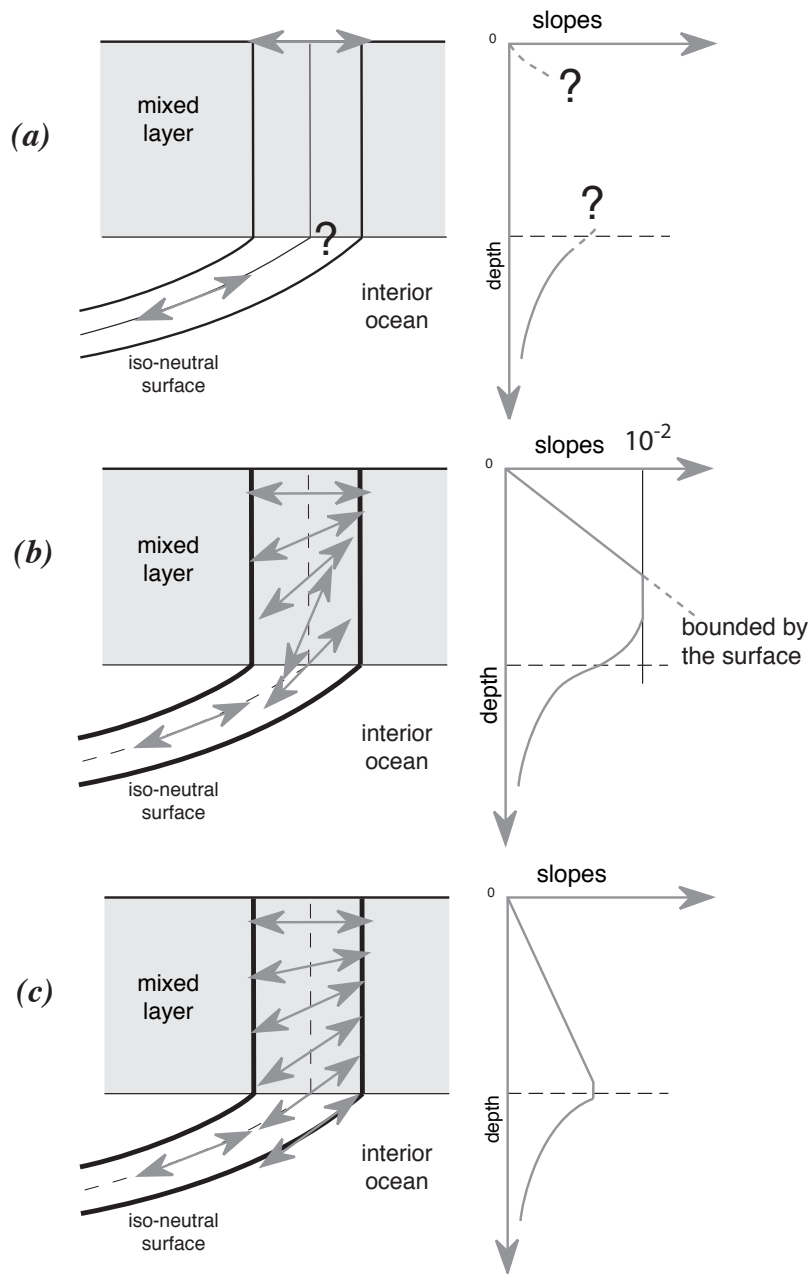 slopes
0
?
mixed
layer
(a)
?
?
depth
interior
ocean
iso-neutral
surface
slopes 10-2
0
mixed
layer
(b)
bounded by
the surface
depth
interior
ocean
iso-neutral
surface
slopes
0
mixed
layer
(c)
depth
interior
ocean
iso-neutral
surface